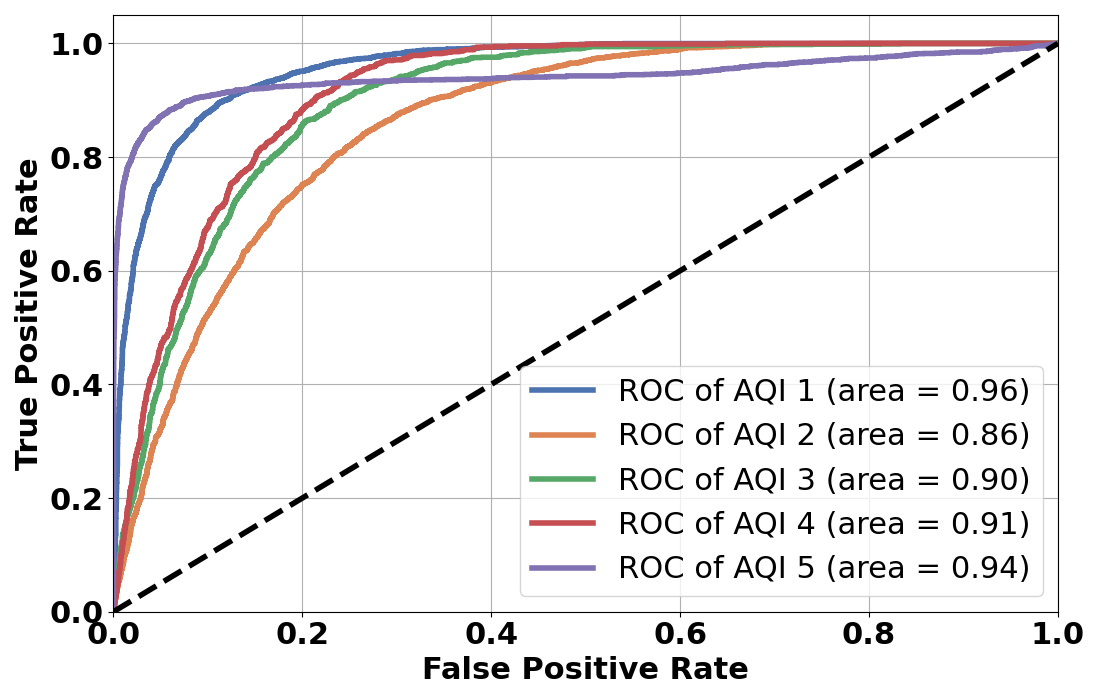 1.0
0.8
0.6
0.4
0.2
0.0
True Positive Rate
ROC of AQI 1 (area = 0.96)
ROC of AQI 2 (area = 0.86)
ROC of AQI 3 (area = 0.90)
ROC of AQI 4 (area = 0.91)
ROC of AQI 5 (area = 0.94)
0.0 0.2 0.4 0.6 0.8 1.0
False Positive Rate